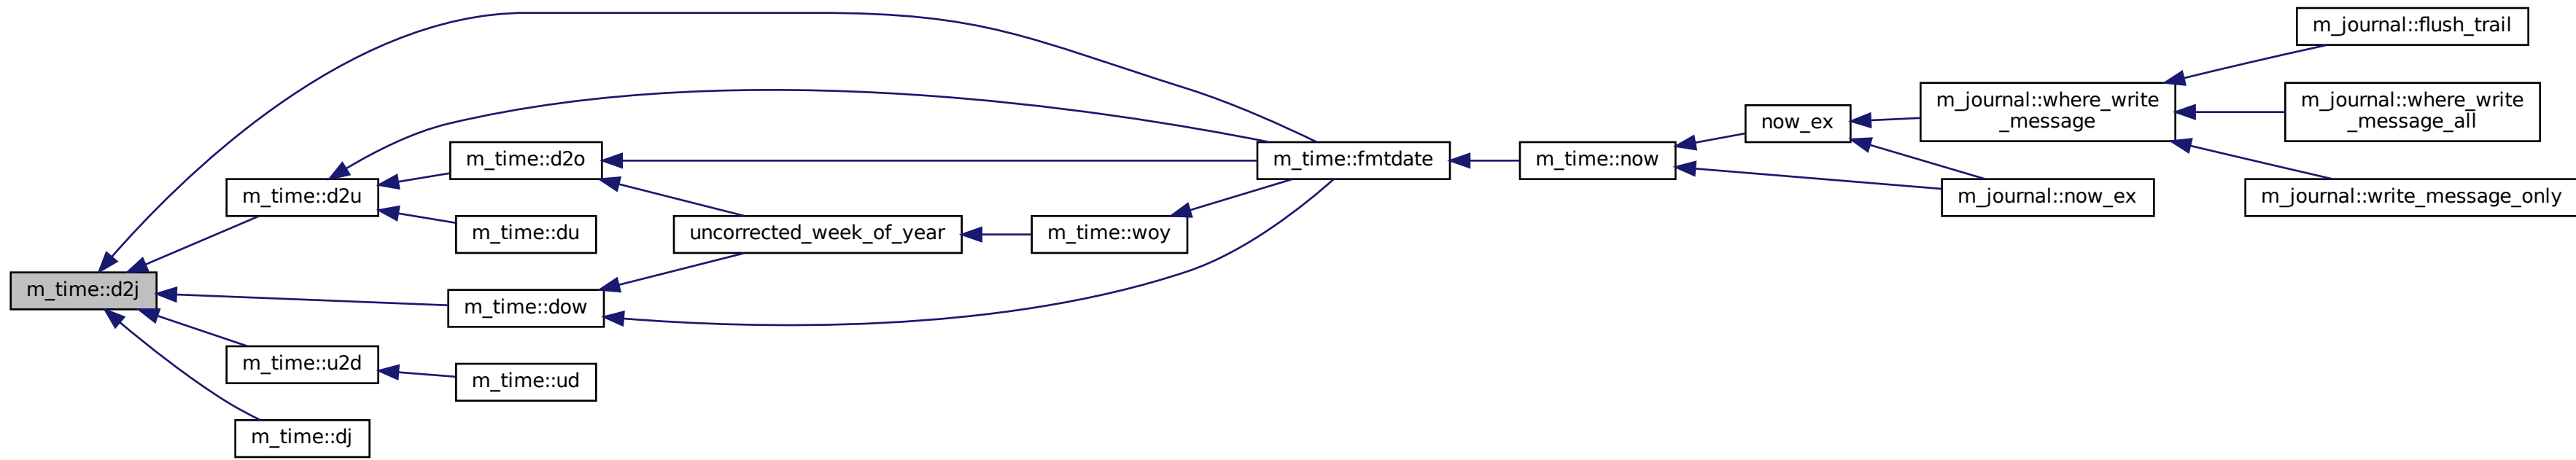 m_journal::flush_trail
m_journal::where_write
_message
m_journal::where_write
_message_all
now_ex
m_time::d2o
m_time::fmtdate
m_time::now
m_time::d2u
m_journal::now_ex
m_journal::write_message_only
m_time::du
uncorrected_week_of_year
m_time::woy
m_time::d2j
m_time::dow
m_time::u2d
m_time::ud
m_time::dj